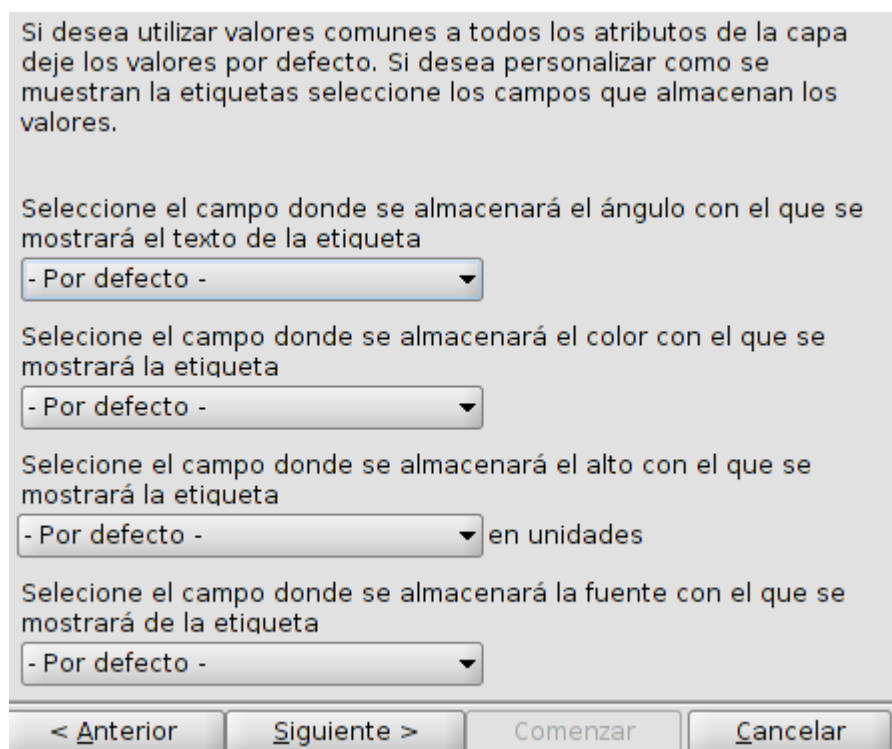 Si desea utilizar valores comunes a todos los atributos de la capa
deje los valores por defecto. Si desea personalizar como se
muestran la etiquetas seleccione los campos que almacenan los
valores.
Seleccione el campo donde se almacenará el ángulo con el que se
mostrará el texto de la etiqueta
- Por defecto -
Selecione el campo donde se almacenará el color con el que se
mostrará la etiqueta
- Por defecto -
Selecione el campo donde se almacenará el alto con el que se
mostrará la etiqueta
- Por defecto - en unidades
Selecione el campo donde se almacenará la fuente con el que se
mostrará de la etiqueta
- Por defecto -
< Anterior Siguiente > Comenzar Cancelar